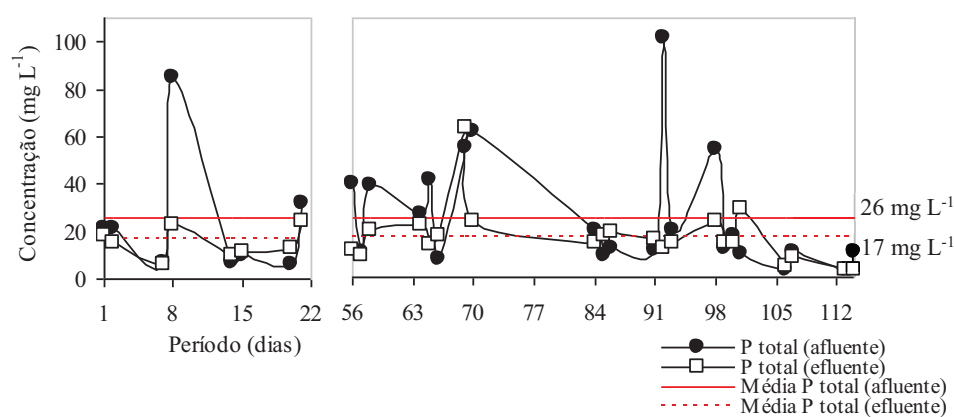 Concentração (mg L-1)
100
80
60
40
20
0
26 mg L-1
17 mg L-1
1 8 15 22 56 63 70 77 84 91 98 105 112
Período (dias)
P total (afluente)
P total (efluente)
Média P total (afluente)
Média P total (efluente)